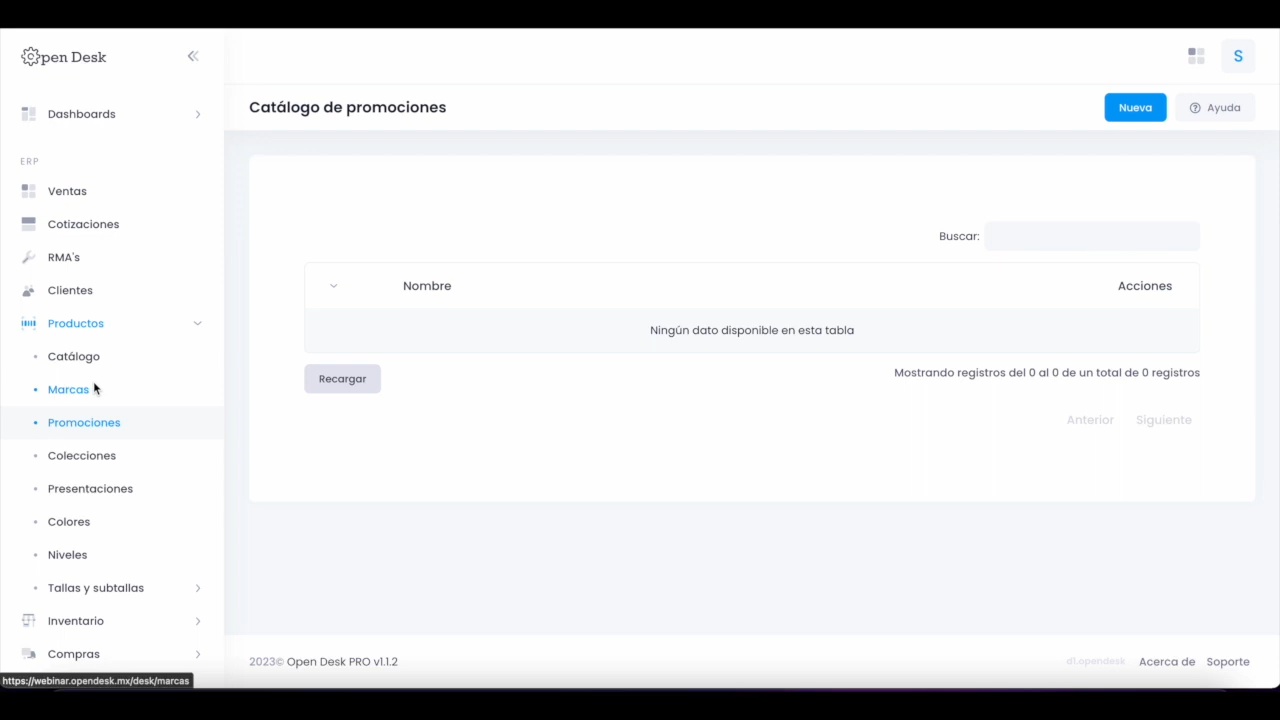 pen Desk
S
Dashboards
Catálogo de promociones
Nueva
Ayuda
ERP
Ventas
Cotizaciones
RMA's
Clientes
Productos
Catálogo
Marcas
Promociones
Colecciones
Presentaciones
Colores
Niveles
Tallas y subtallas
Inventario
Compras
Buscar:
Nombre
Acciones
Ningún dato disponible en esta tabla
Recargar
Mostrando registros del 0 al 0 de un total de 0 registros
Anterior
Siguiente
2023© Open Desk PRO v1.1.2
d1.opendesk
Acerca de
Soporte
https://webinar.opendesk.mx/desk/marcas